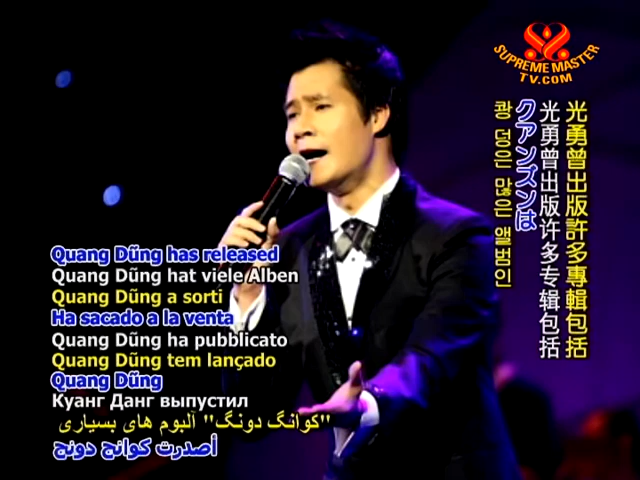 SUPREME MASTER
TV.COM
光勇曾出版許多專輯包括
光勇曾出版许多专辑包括
クアンズンは
쾅 덩은 많은 앨범인
Quang Dũng has released
Quang Dũng hat viele Alben
Quang Dũng a sorti
Ha sacado a la venta
Quang Dũng ha pubblicato
Quang Dũng tem lançado
Quang Dũng
Куанг Данг выпустил
"کوانگ دونگ" آلبوم های بسیاری
أصدرت كوانج دونج